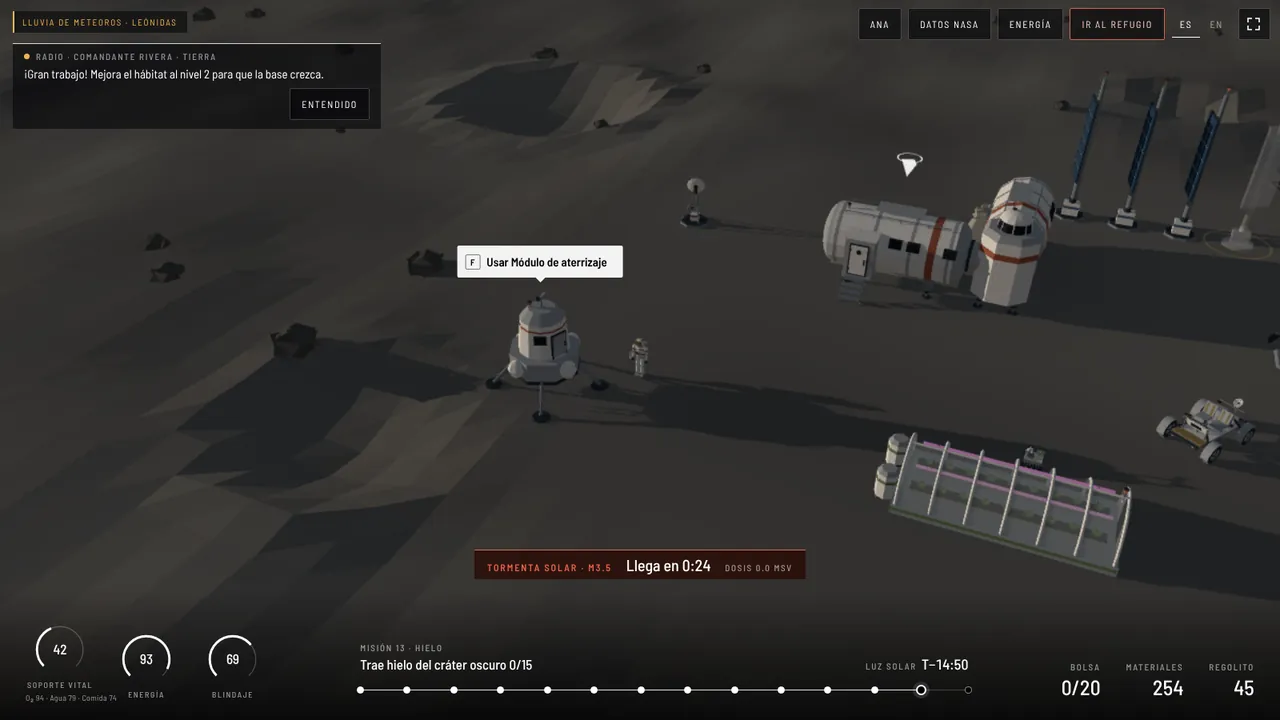 LLUVIA DE METEOROS · LEÓNIDAS
ANA
DATOS NASA
ENERGÍA
IR AL REFUGIO
ES
EN
RADIO · COMANDANTE RIVERA · TIERRA
¡Gran trabajo! Mejora el hábitat al nivel 2 para que la base crezca.
ENTENDIDO
F Usar Módulo de aterrizaje
TORMENTA SOLAR · M3.5 Llega en 0:24 DOSIS 0.0 MSV
42
SOPORTE VITAL
O₂ 94 · Agua 79 · Comida 74
93
ENERGÍA
69
BLINDAJE
MISIÓN 13 · HIELO
Trae hielo del cráter oscuro 0/15
LUZ SOLAR T−14:50
BOLSA
0/20
MATERIALES
254
REGOLITO
45